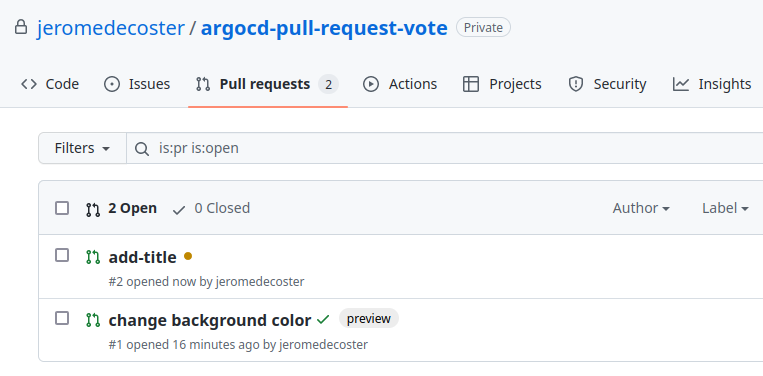 jeromedecoster / argocd-pull-request-vote Private
Code Issues Pull requests 2 Actions Projects Security Insights
Filters is:pr is:open
2 Open 0 Closed Author Label
add-title
#2 opened now by jeromedecoster
change background color preview
#1 opened 16 minutes ago by jeromedecoster